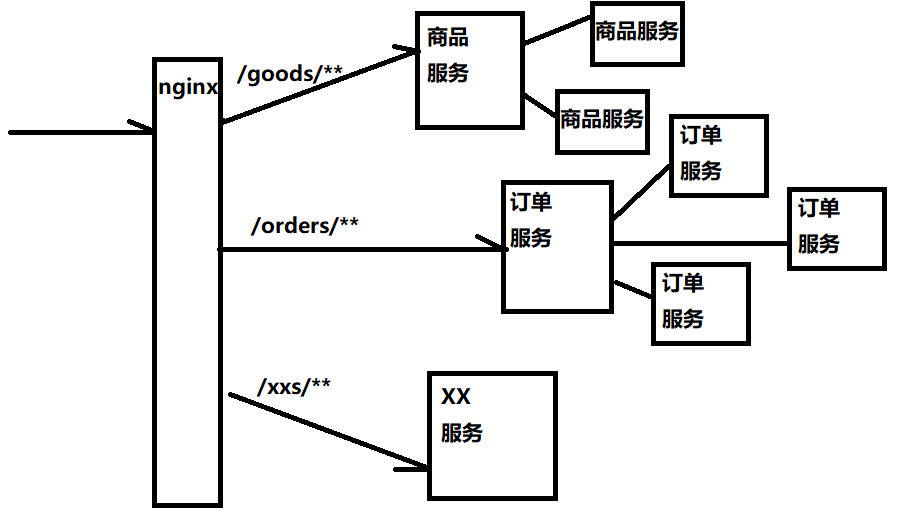 nginx
/goods/**
商品
服务
商品服务
商品服务
/orders/**
订单
服务
订单
服务
订单
服务
订单
服务
/xxs/**
XX
服务